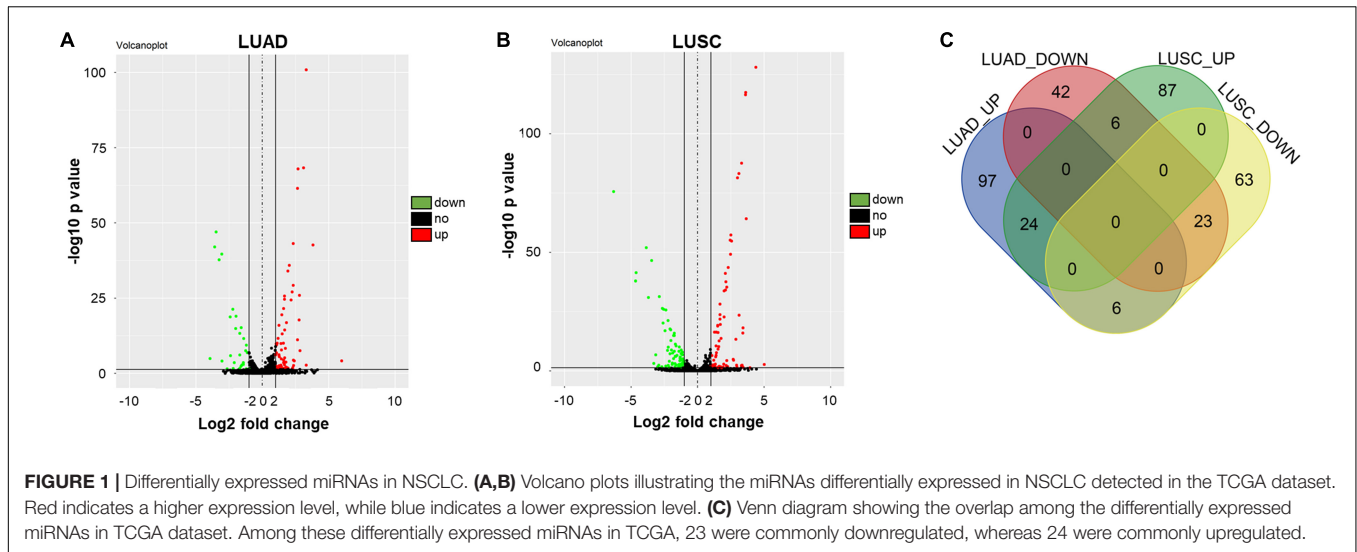 A
Volcanoplot
LUAD
-log10 p value
100
75
50
25
0
-10
-5
-2 0 2
5
10
Log2 fold change
down
no
up
B
Volcanoplot
LUSC
-log10 p value
100
50
0
-10
-5
-2 0 2
5
10
Log2 fold change
down
no
up
C
LUAD_DOWN
LUSC_UP
LUAD_UP
LUSC_DOWN
42
87
0
6
0
97
0
0
63
24
0
23
0
0
6
FIGURE 1 | Differentially expressed miRNAs in NSCLC. (A,B) Volcano plots illustrating the miRNAs differentially expressed in NSCLC detected in the TCGA dataset.
Red indicates a higher expression level, while blue indicates a lower expression level. (C) Venn diagram showing the overlap among the differentially expressed
miRNAs in TCGA dataset. Among these differentially expressed miRNAs in TCGA, 23 were commonly downregulated, whereas 24 were commonly upregulated.